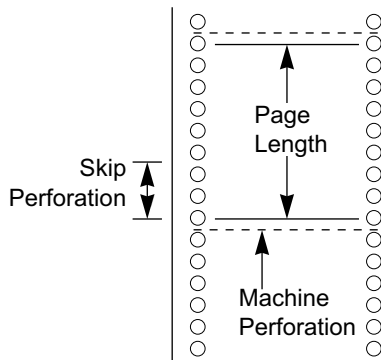 Page
Length
Skip
Perforation
Machine
Perforation